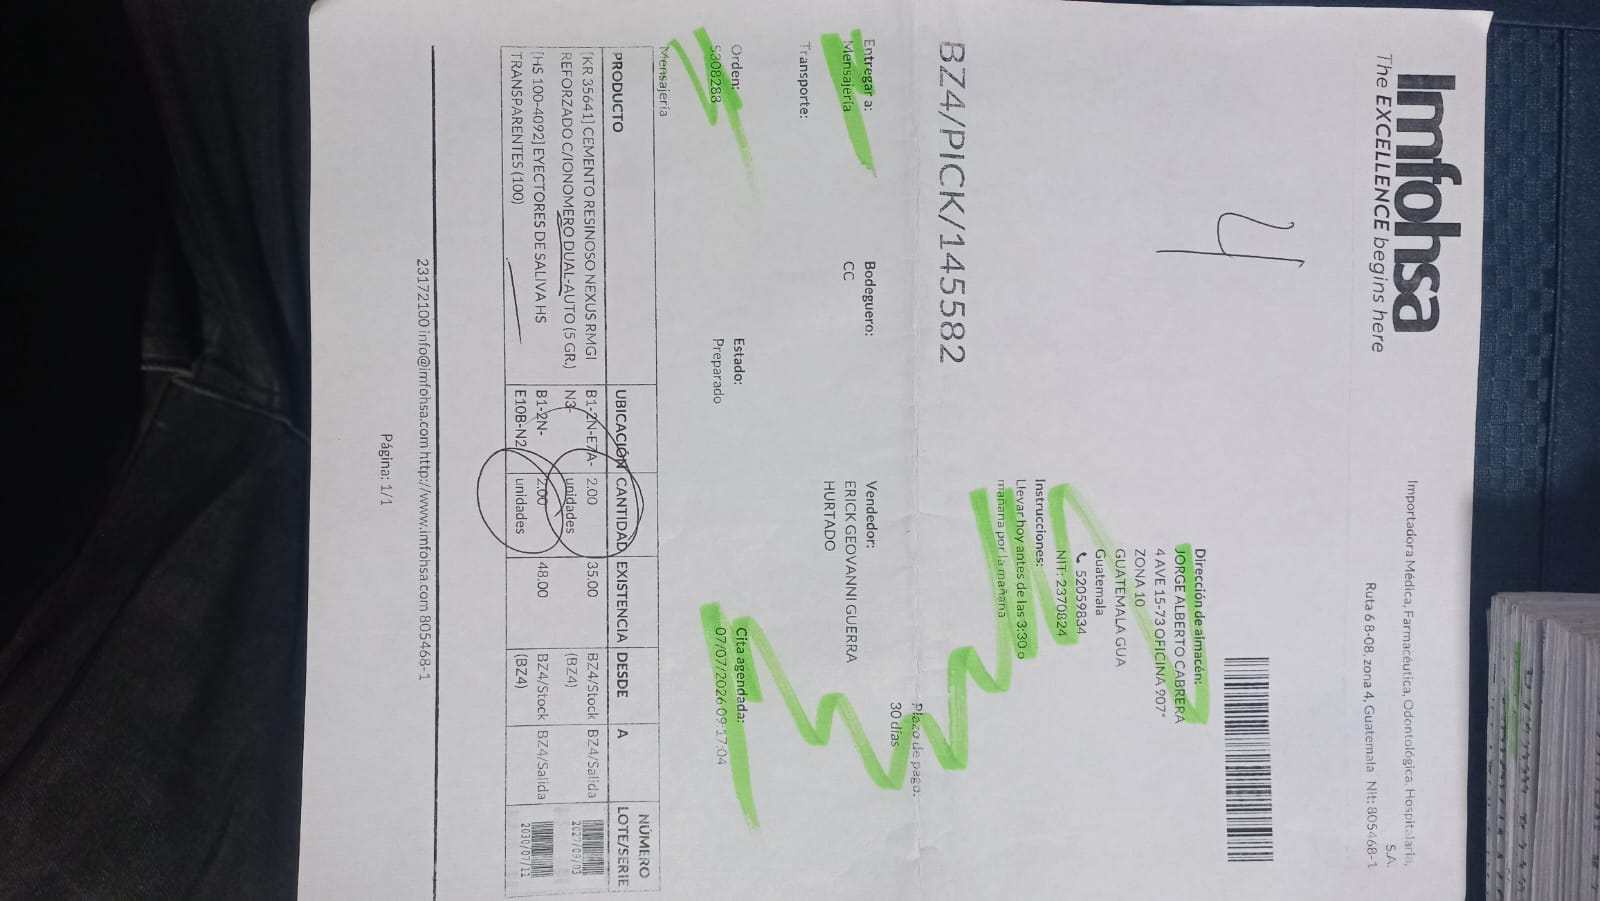 Imfohsa
The EXCELLENCE begins here
Importadora Médica, Farmacéutica, Odontológica, Hospitalaria,
S.A.
Ruta 6 8-08, zona 4, Guatemala Nit: 805468-1
4
Dirección de almacén:
JORGE ALBERTO CABRERA
4 AVE 15-73 OFICINA 907"
ZONA 10
GUATEMALA GUA
Guatemala
52059834
NIT: 2370824
Instrucciones:
Llevar hoy antes de las 3:30 o
mañana por la mañana
BZ4/PICK/145582
Entregar a:
Mensajería
Bodeguero:
CC
Vendedor:
ERICK GEOVANNI GUERRA
HURTADO
Plazo de pago:
30 días
Transporte:
Orden:
S308288
Estado:
Preparado
Cita agendada:
07/07/2026 09:17:04
Mensajería
PRODUCTO UBICACIÓN CANTIDAD EXISTENCIA DESDE A NÚMERO LOTE/SERIE
[KR 35641] CEMENTO RESINOSO NEXUS RMGI B1-2N-E7A- 2.00 35.00 BZ4/Stock BZ4/Salida
REFORZADO C/IONOMERO DUAL-AUTO (5 GR.) N3- unidades (BZ4)
[HS 100-4092] EYECTORES DE SALIVA HS B1-2N- 2.00 48.00 BZ4/Stock BZ4/Salida
TRANSPARENTES (100) E10B-N2 unidades (BZ4) 2030/07/11
23172100 info@imfohsa.com http://www.imfohsa.com 805468-1
Página: 1/1